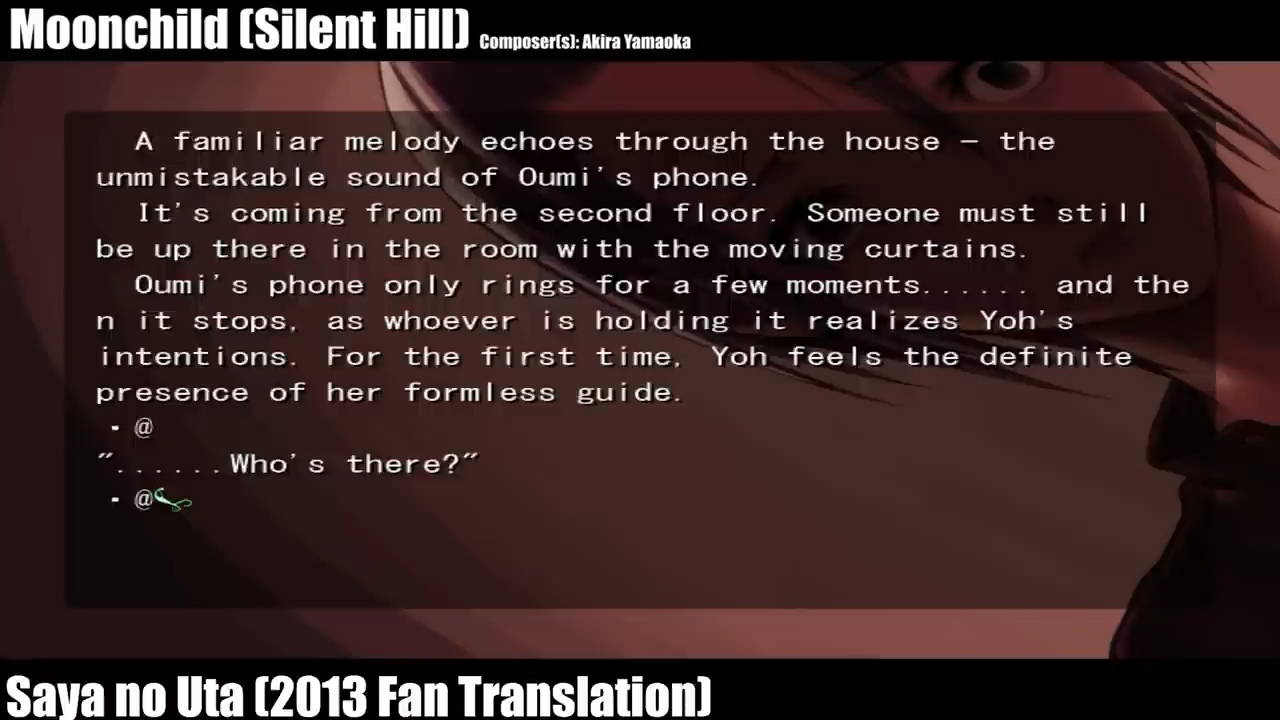 Moonchild (Silent Hill) Composer(s): Akira Yamaoka
A familiar melody echoes through the house – the
unmistakable sound of Oumi's phone.
It's coming from the second floor. Someone must still
be up there in the room with the moving curtains.
Oumi's phone only rings for a few moments...... and the
n it stops, as whoever is holding it realizes Yoh's
intentions. For the first time, Yoh feels the definite
presence of her formless guide.
- @
"......Who's there?"
- @
Saya no Uta (2013 Fan Translation)